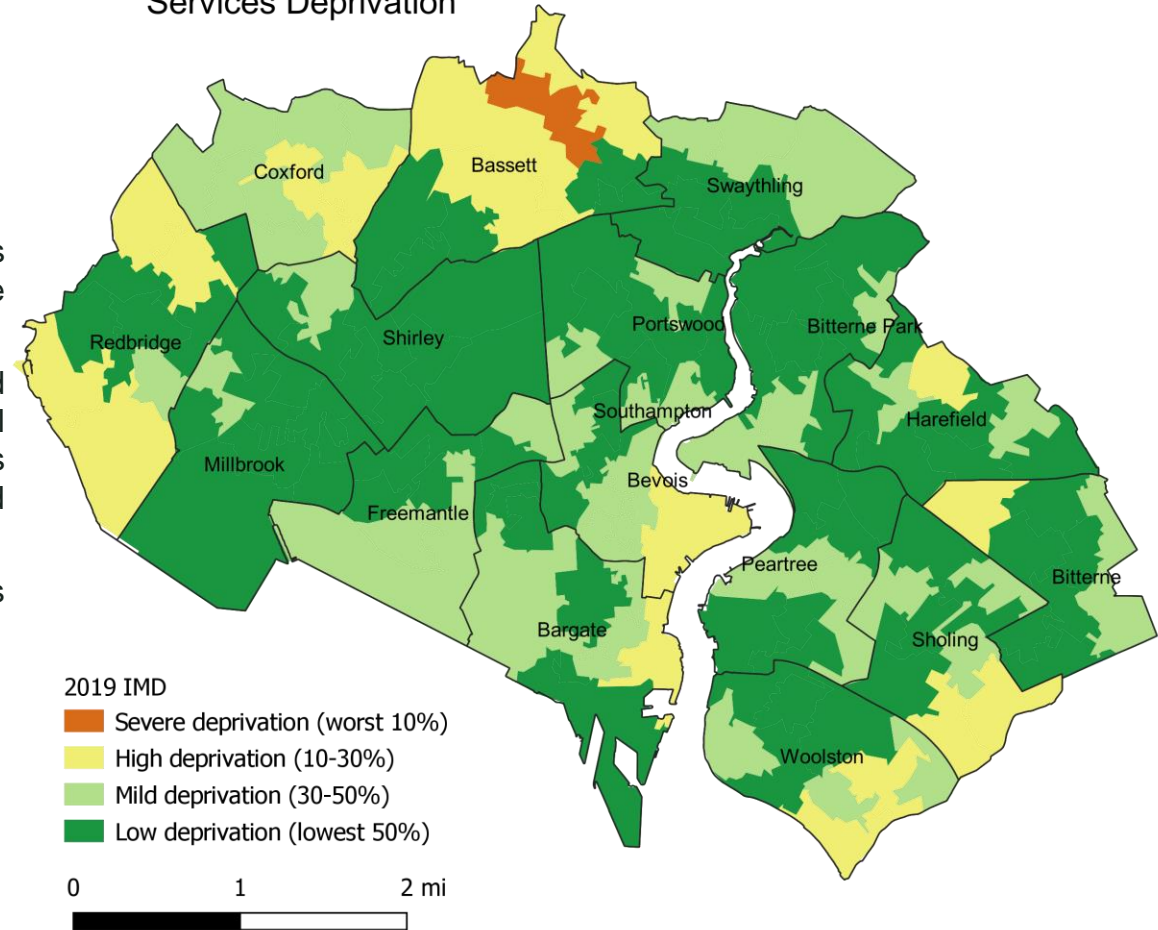 Services Deprivation
s
e
d
l
s
d
s
Coxford
Bassett
Swaythling
Redbridge
Shirley
Portswood
Bitterne Park
Southampton
Harefield
Millbrook
Bevois
Freemantle
Peartree
Bitterne
Bargate
Sholing
Woolston
2019 IMD
Severe deprivation (worst 10%)
High deprivation (10-30%)
Mild deprivation (30-50%)
Low deprivation (lowest 50%)
0 1 2 mi